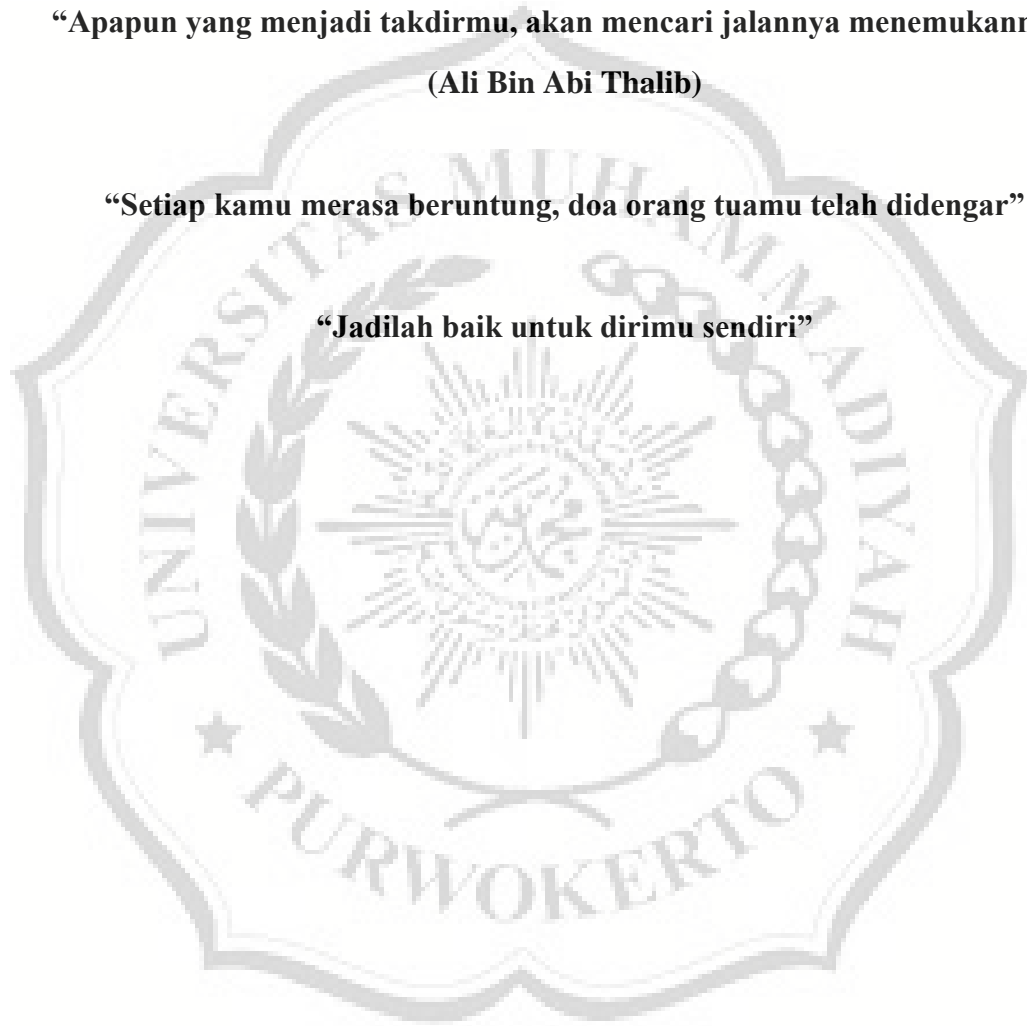 “Apapun yang menjadi takdirmu, akan mencari jalannya
(Ali Bin Abi Thalib)
“Setiap kamu merasa beruntung, doa orang tuamu telah didengar”
“Jadilah baik untuk dirimu sendiri”
UNIVERSITAS MUHAMMADIYAH
PURWOKERTO